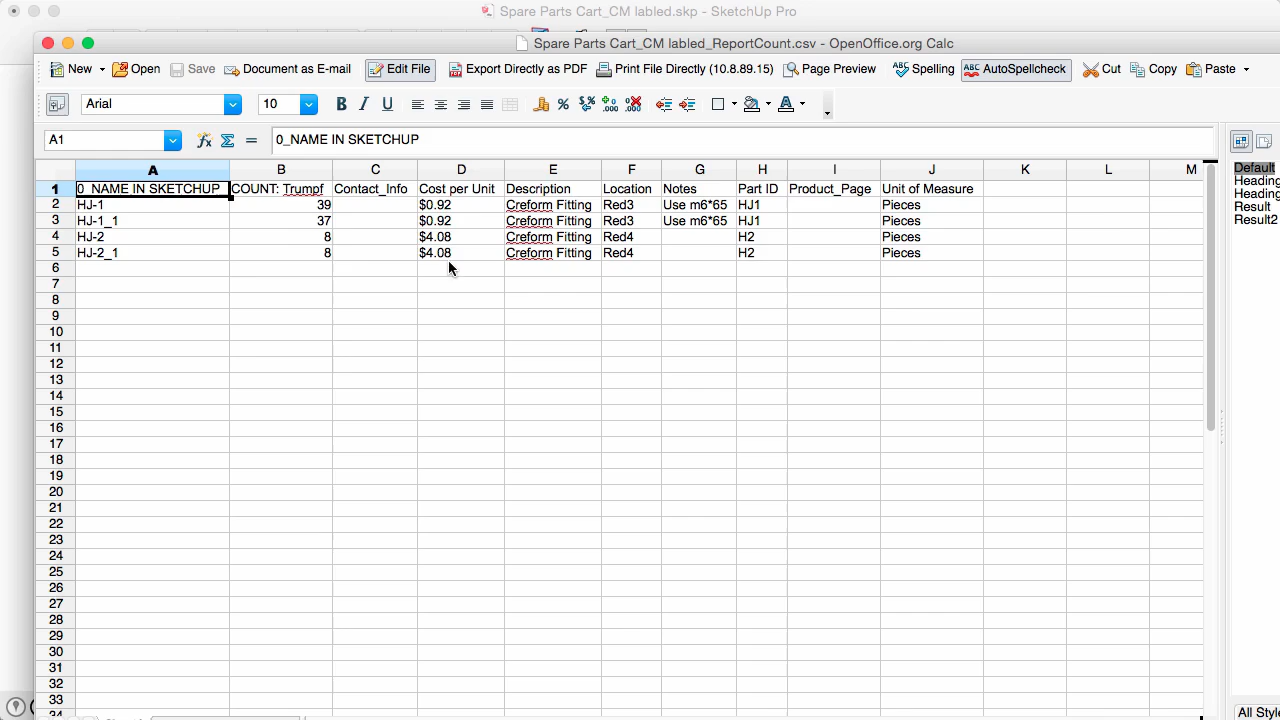 Spare Parts Cart_CM labled.skp - SketchUp Pro
Spare Parts Cart_CM labled_ReportCount.csv - OpenOffice.org Calc
New Open Save Document as E-mail Edit File Export Directly as PDF Print File Directly (10.3.89.15) Page Preview ABC Spelling ABC AutoSpellcheck Cut Copy Paste
Arial 10 B I U A
A1 0_NAME IN SKETCHUP
A B C D E F G H I J K L M
1 0_NAME IN SKETCHUP COUNT: Trumpf Contact_Info Cost per Unit Description Location Notes Part ID Product_Page Unit of Measure
2 HJ-1 39 $0.92 Creform Fitting Red3 Use m6*65 HJ1 Pieces
3 HJ-1_1 37 $0.92 Creform Fitting Red3 Use m6*65 HJ1 Pieces
4 HJ-2 8 $4.08 Creform Fitting Red4 H2 Pieces
5 HJ-2_1 8 $4.08 Creform Fitting Red4 H2 Pieces
6
7
8
9
10
11
12
13
14
15
16
17
18
19
20
21
22
23
24
25
26
27
28
29
30
31
32
33
34
Default
Heading
Heading
Result
Result2
All Style